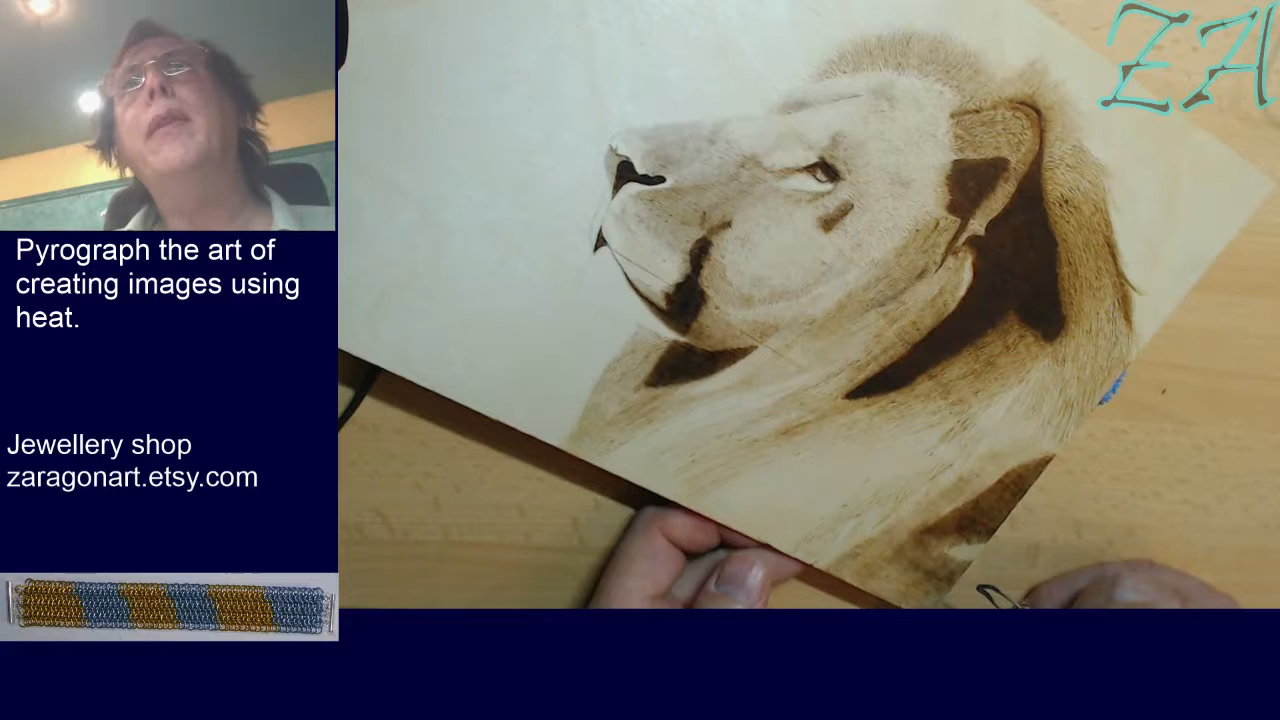 ZA
Pyrograph the art of
creating images using
heat.
Jewellery shop
zaragonart.etsy.com